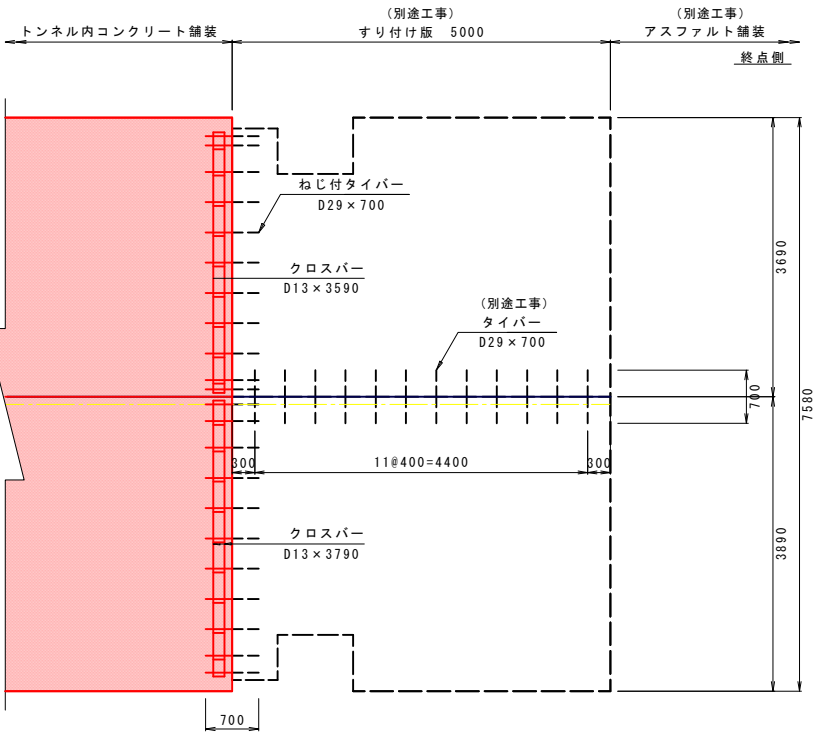 (別途工事)
(別途工事)
トンネル内コンクリート舗装
すり付け版 5000
アスファルト舗装
終点側
ねじ付タイバー
D29×700
クロスバー
D13×3590
(別途工事)
タイバー
D29×700
3690
700
7580
300
11@400=4400
300
クロスバー
D13×3790
3890
700